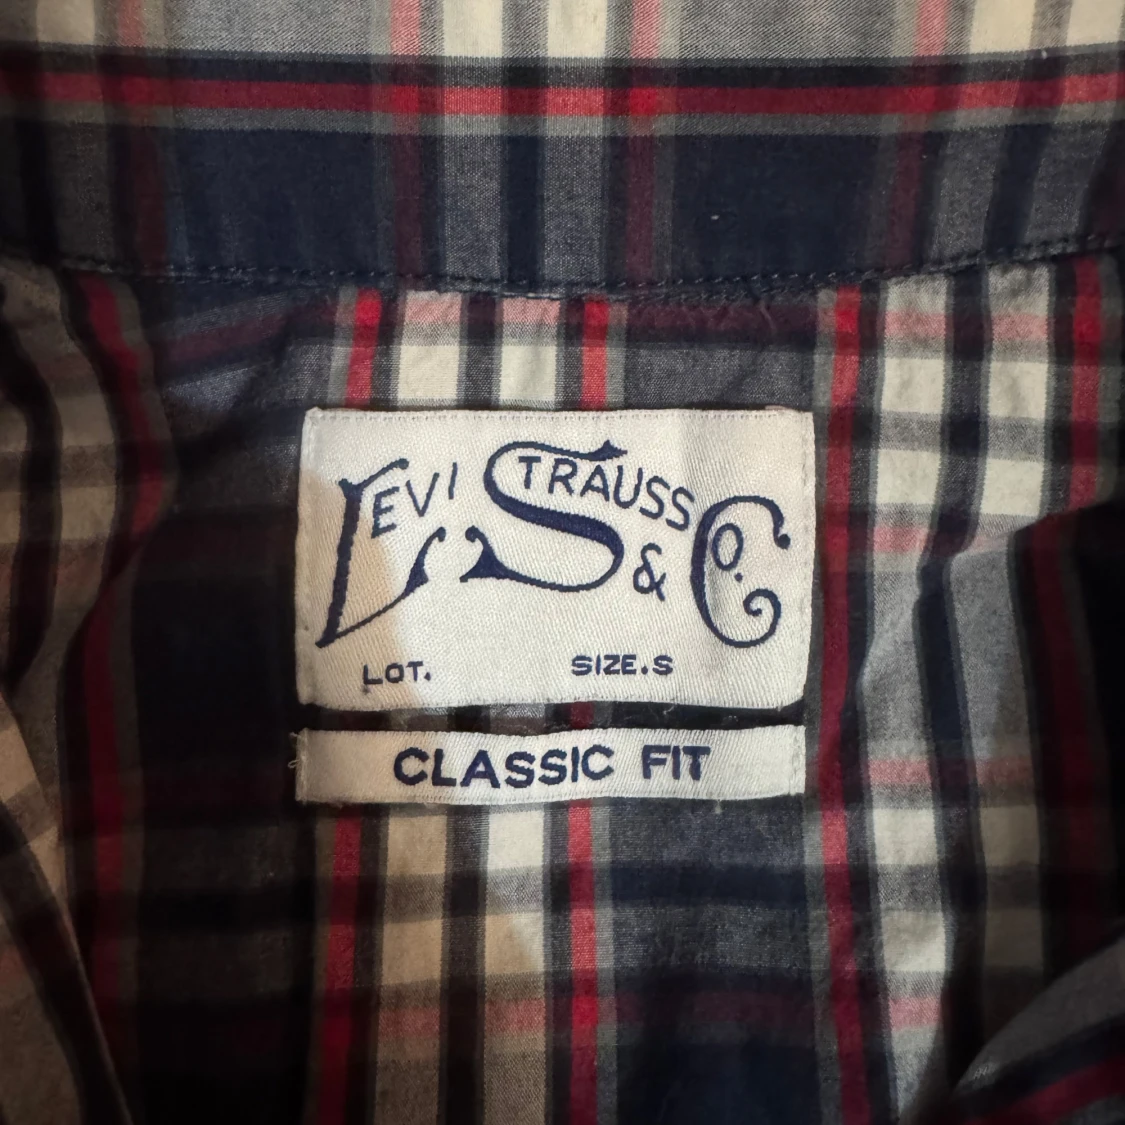 LEVI STRAUSS & CO.
LOT. SIZE.S
CLASSIC FIT